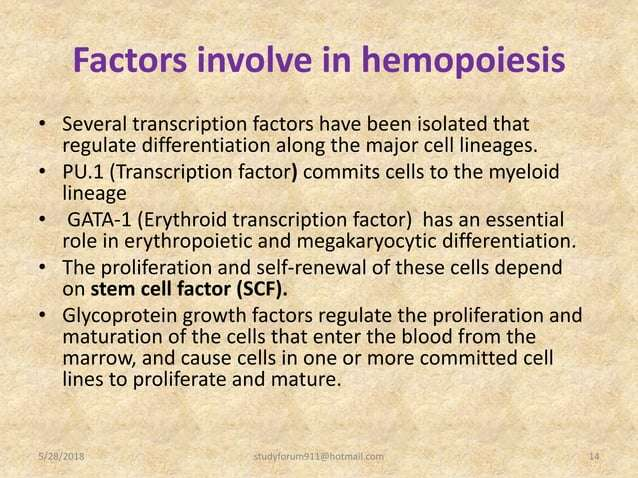 Factors involve in hemopoiesis
• Several transcription factors have been isolated that
regulate differentiation along the major cell lineages.
• PU.1 (Transcription factor) commits cells to the myeloid
lineage
• GATA-1 (Erythroid transcription factor) has an essential
role in erythropoietic and megakaryocytic differentiation.
• The proliferation and self-renewal of these cells depend
on stem cell factor (SCF).
• Glycoprotein growth factors regulate the proliferation and
maturation of the cells that enter the blood from the
marrow, and cause cells in one or more committed cell
lines to proliferate and mature.
5/28/2018 studyforum911@hotmail.com 14